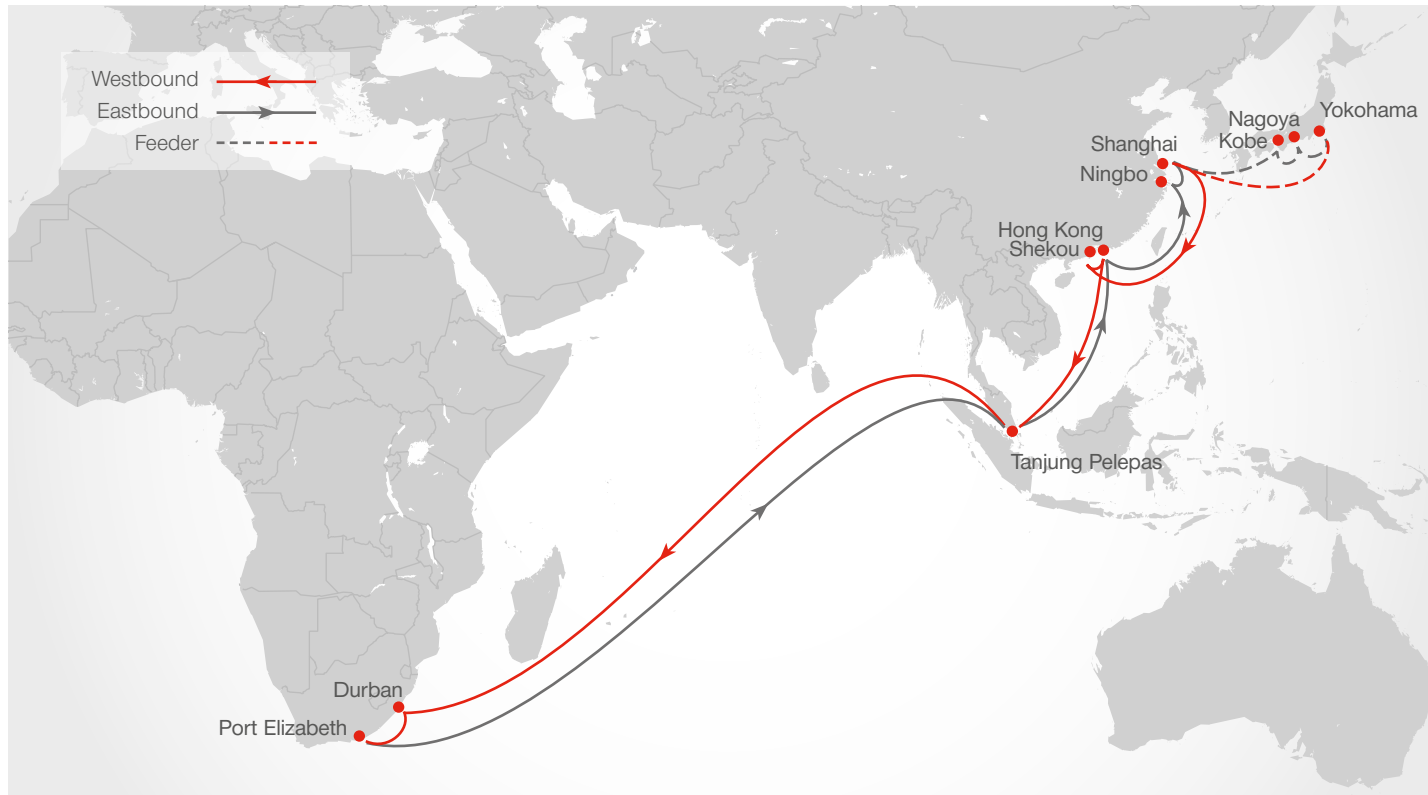 Westbound
Eastbound
Feeder
Yokohama
Nagoya
Kobe
Shanghai
Ningbo
Hong Kong
Shekou
Tanjung Pelepas
Durban
Port Elizabeth